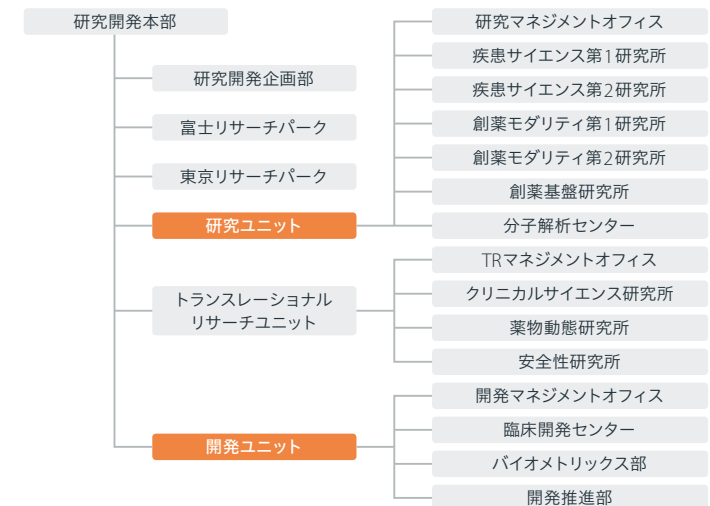 研究開発本部
研究開発企画部
富士リサーチパーク
東京リサーチパーク
研究ユニット
研究マネジメントオフィス
疾患サイエンス第1研究所
疾患サイエンス第2研究所
創薬モダリティ第1研究所
創薬モダリティ第2研究所
創薬基盤研究所
分子解析センター
トランスレーショナル
リサーチユニット
TRマネジメントオフィス
クリニカルサイエンス研究所
薬物動態研究所
安全性研究所
開発ユニット
開発マネジメントオフィス
臨床開発センター
バイオメトリックス部
開発推進部